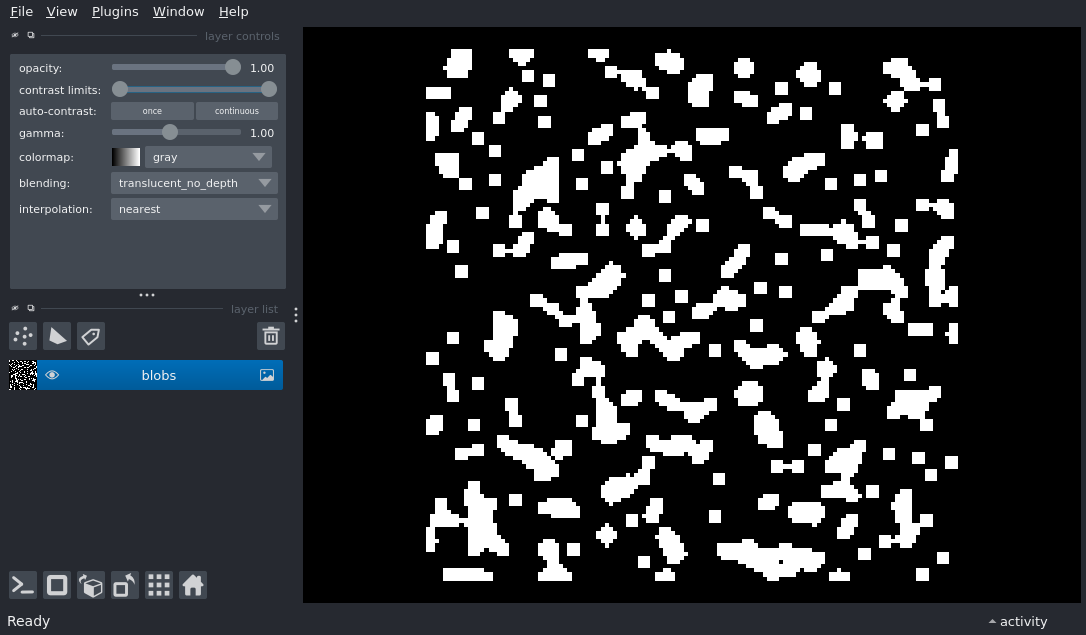 File View Plugins Window Help
layer controls
opacity: 1.00
contrast limits:
auto-contrast: once continuous
gamma: 1.00
colormap: gray
blending: translucent_no_depth
interpolation: nearest
layer list
blobs
Ready
activity